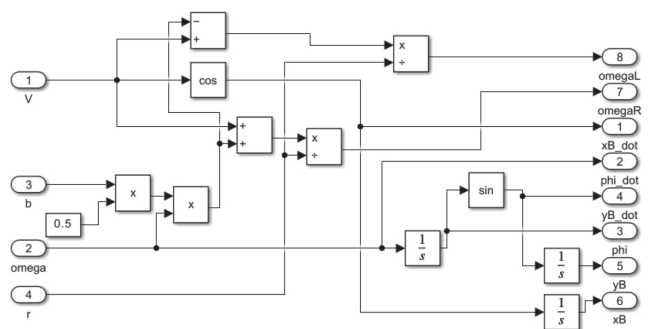 −
+
x
÷
8
omegaL
1
V
cos
7
omegaR
+
+
x
÷
1
xB_dot
2
phi_dot
3
b
x
x
sin
4
yB_dot
0.5
3
phi
2
omega
1
s
1
s
5
yB
4
r
1
s
6
xB